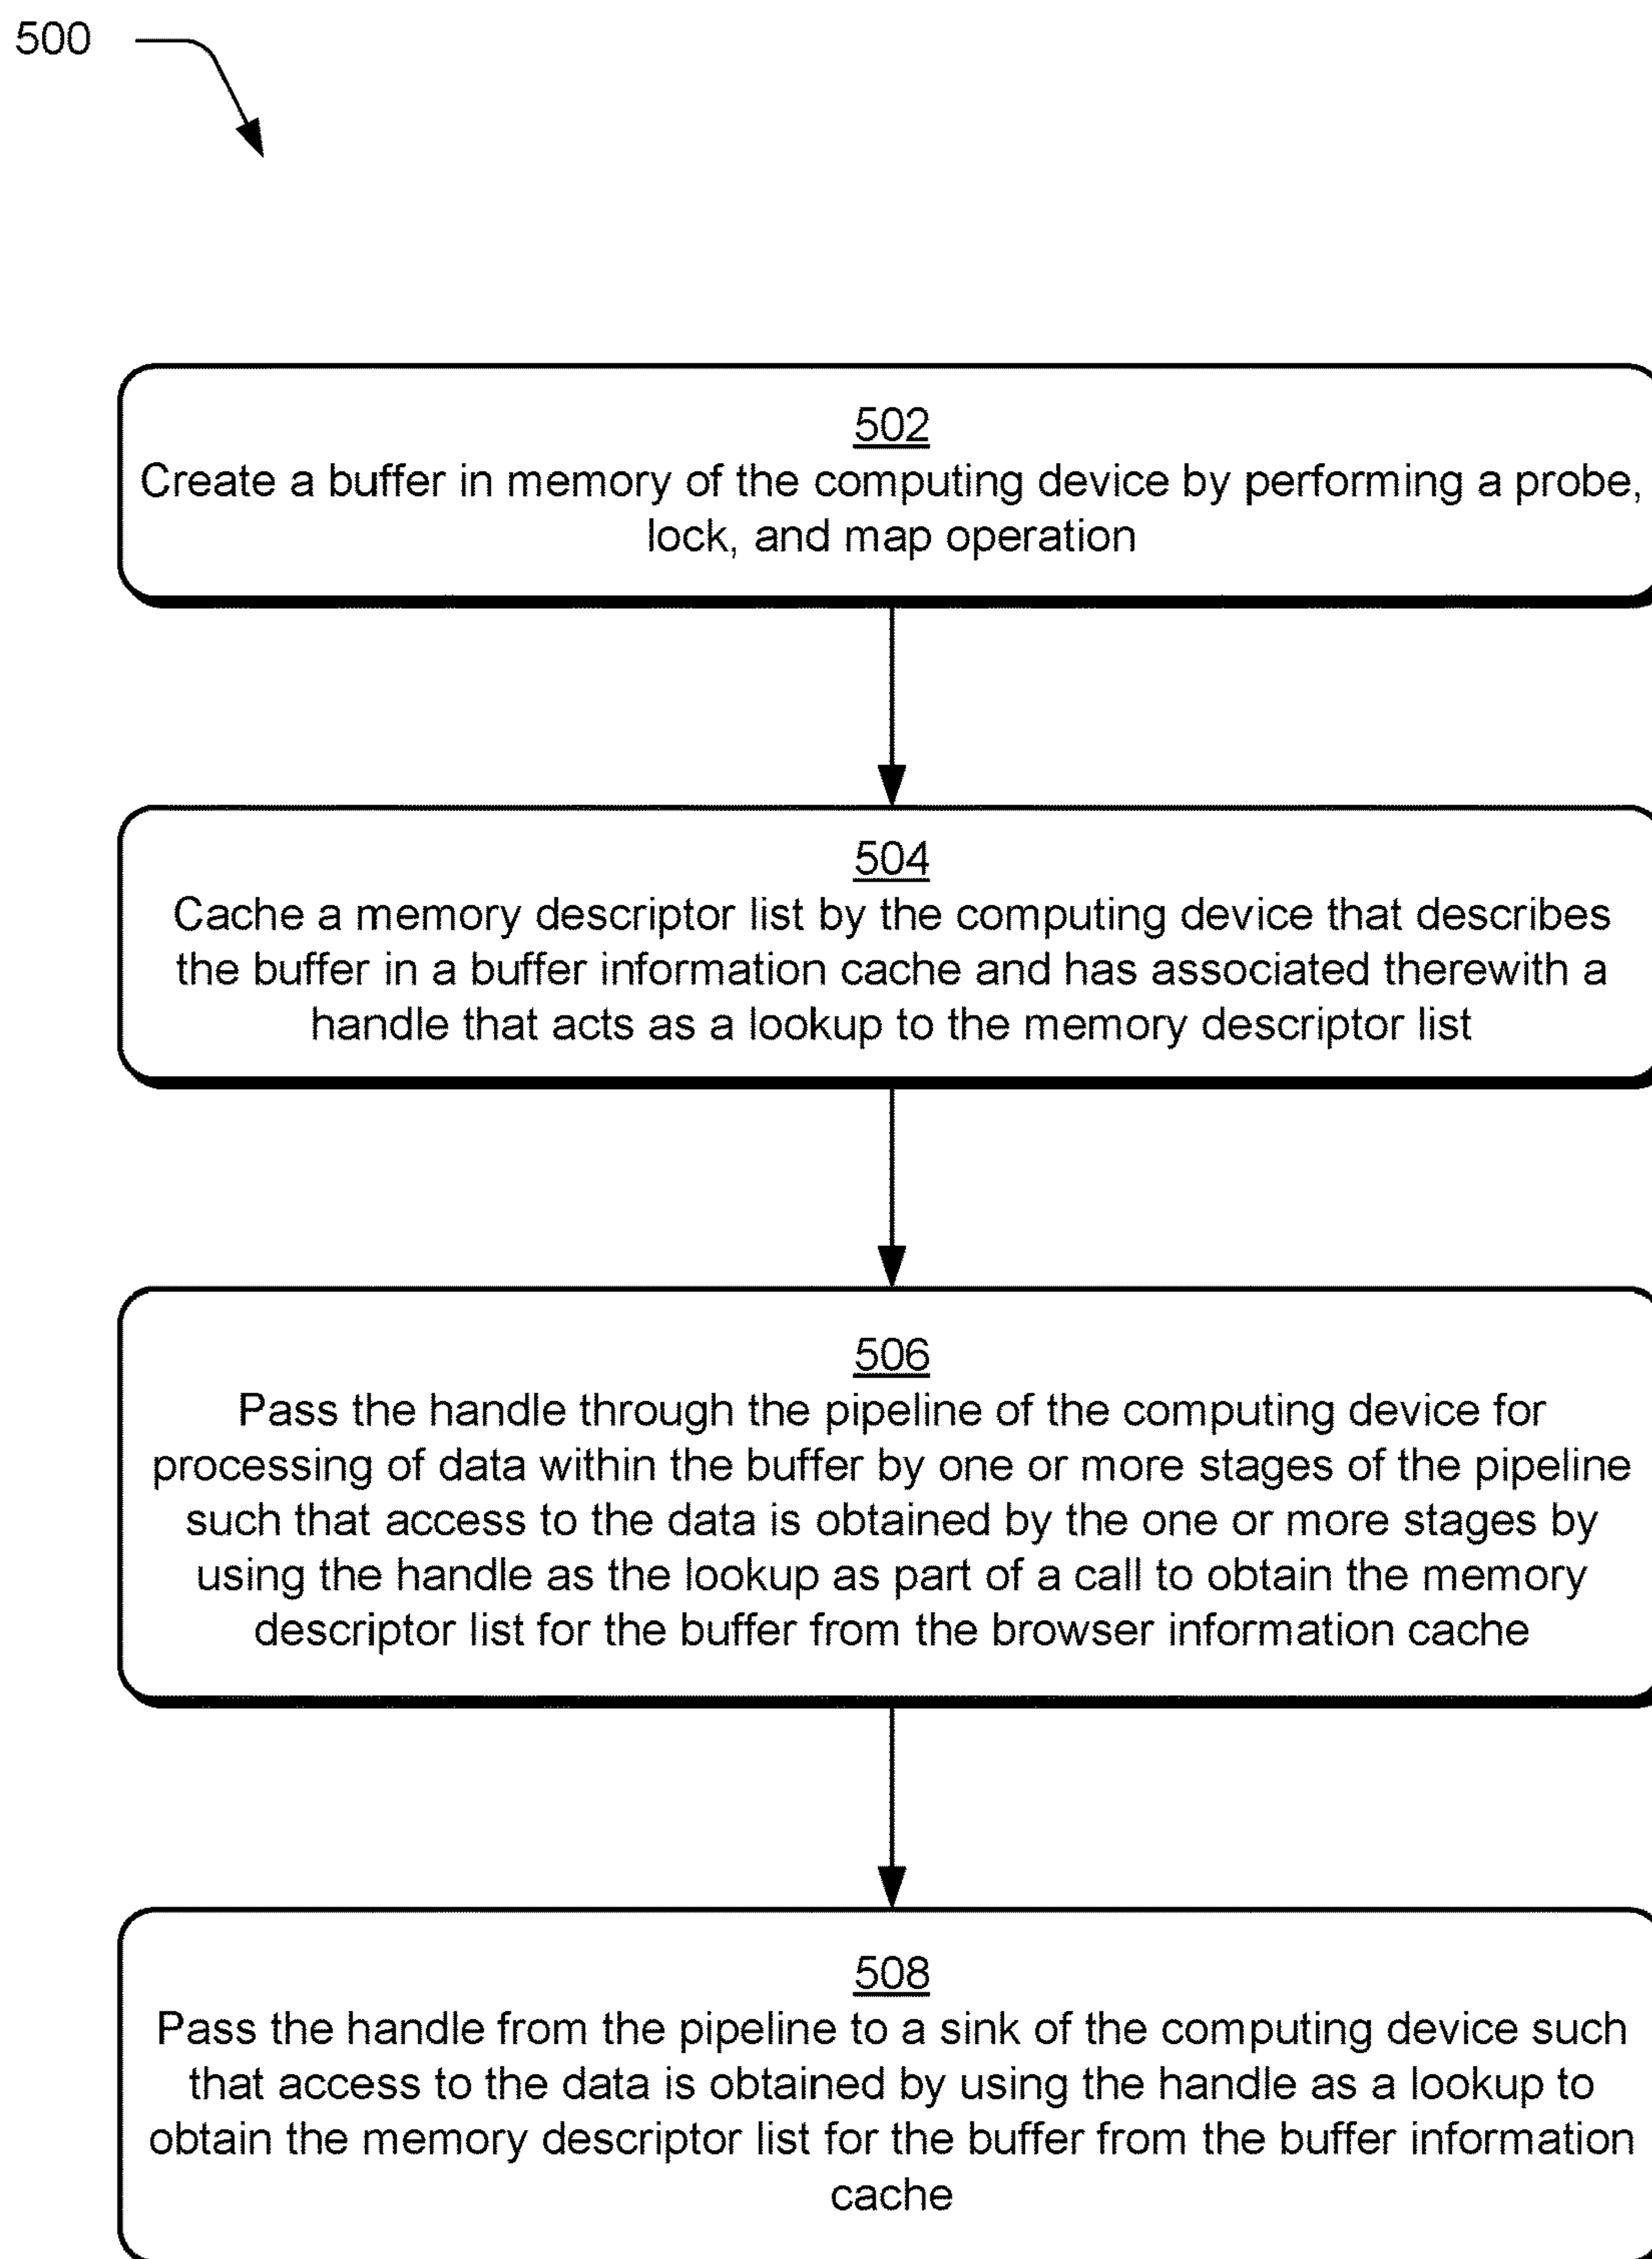 500
502
Create a buffer in memory of the computing device by performing a probe,
lock, and map operation
504
Cache a memory descriptor list by the computing device that describes
the buffer in a buffer information cache and has associated therewith a
handle that acts as a lookup to the memory descriptor list
506
Pass the handle through the pipeline of the computing device for
processing of data within the buffer by one or more stages of the pipeline
such that access to the data is obtained by the one or more stages by
using the handle as the lookup as part of a call to obtain the memory
descriptor list for the buffer from the browser information cache
508
Pass the handle from the pipeline to a sink of the computing device such
that access to the data is obtained by using the handle as a lookup to
obtain the memory descriptor list for the buffer from the buffer information
cache